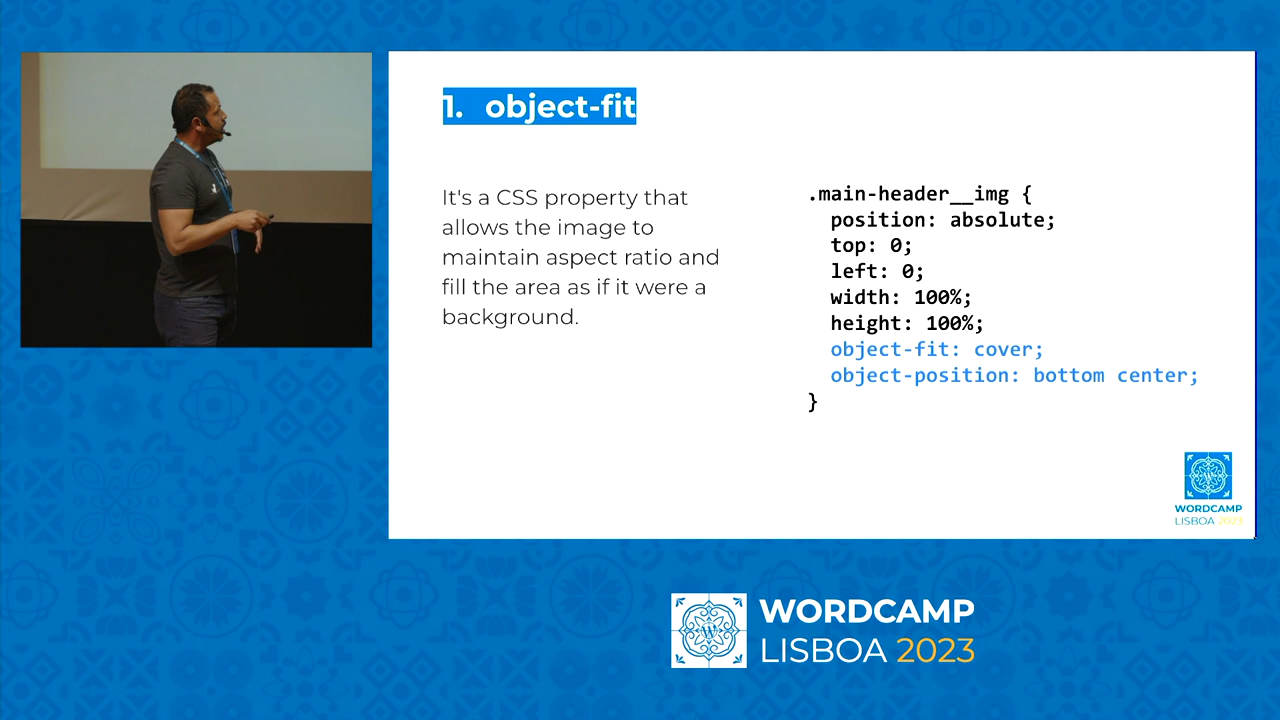 1. object-fit
It's a CSS property that
allows the image to
maintain aspect ratio and
fill the area as if it were a
background.
.main-header__img {
position: absolute;
top: 0;
left: 0;
width: 100%;
height: 100%;
object-fit: cover;
object-position: bottom center;
}
WORDCAMP
LISBOA 2023
WORDCAMP
LISBOA 2023